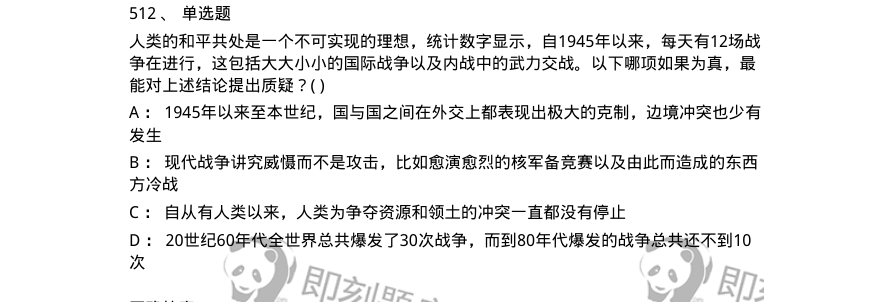 512 、 单选题
人类的和平共处是一个不可实现的理想，统计数字显示，自1945年以来，每天有12场战
争在进行，这包括大大小小的国际战争以及内战中的武力交战。以下哪项如果为真，最
能对上述结论提出质疑？( )
A ： 1945年以来至本世纪，国与国之间在外交上都表现出极大的克制，边境冲突也少有
发生
B ： 现代战争讲究威慑而不是攻击，比如愈演愈烈的核军备竞赛以及由此而造成的东西
方冷战
C ： 自从有人类以来，人类为争夺资源和领土的冲突一直都没有停止
D ： 20世纪60年代全世界总共爆发了30次战争，而到80年代爆发的战争总共还不到10
次
即刻题 即刻